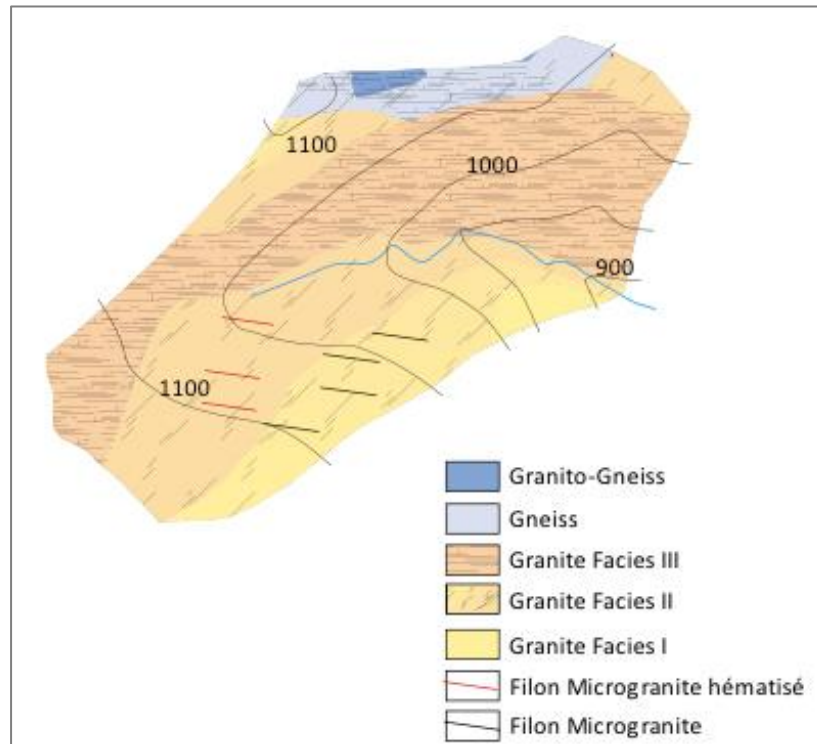 1100
1000
900
1100
Granito-Gneiss
Gneiss
Granite Facies III
Granite Facies II
Granite Facies I
Filon Microgranite hématisé
Filon Microgranite